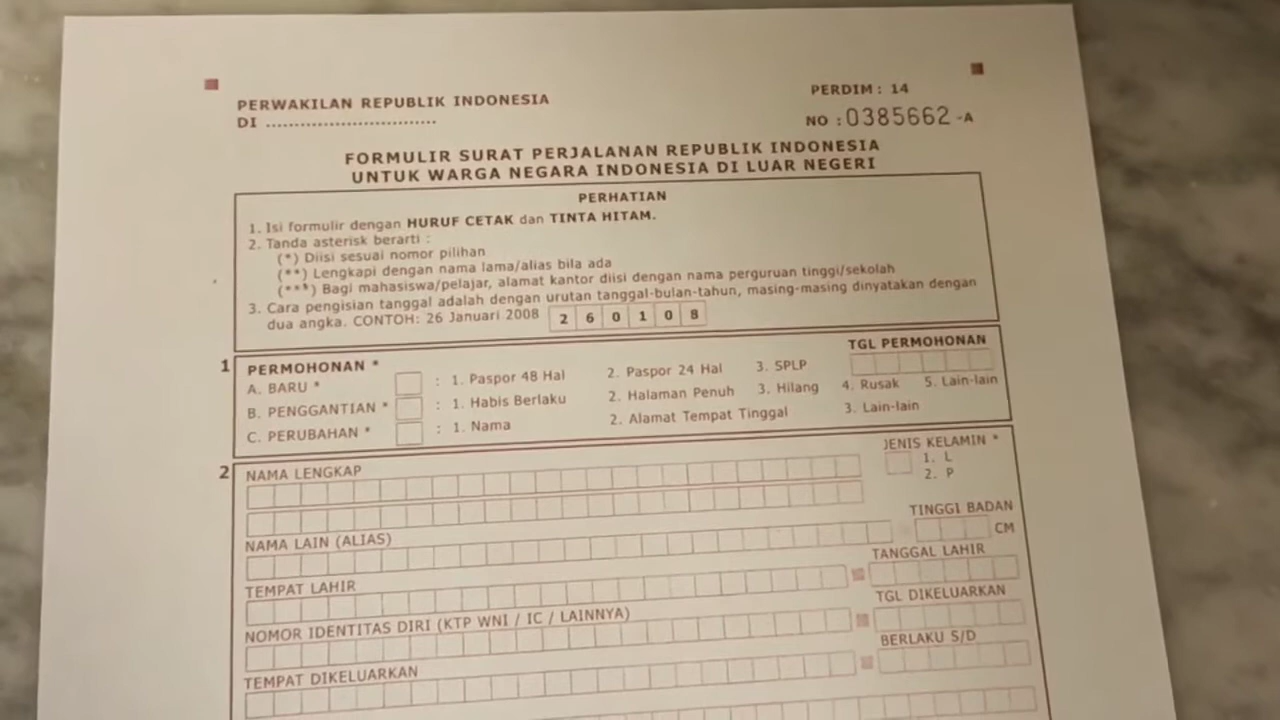 PERWAKILAN REPUBLIK INDONESIA
DI ..............................
PERDIM : 14
NO : 0385662 -A
FORMULIR SURAT PERJALANAN REPUBLIK INDONESIA
UNTUK WARGA NEGARA INDONESIA DI LUAR NEGERI
PERHATIAN
1. Isi formulir dengan HURUF CETAK dan TINTA HITAM.
2. Tanda asterisk berarti :
(*) Diisi sesuai nomor pilihan
(**) Lengkapi dengan nama lama/alias bila ada
(***) Bagi mahasiswa/pelajar, alamat kantor diisi dengan nama perguruan tinggi/sekolah
3. Cara pengisian tanggal adalah dengan urutan tanggal-bulan-tahun, masing-masing dinyatakan dengan
dua angka. CONTOH: 26 Januari 2008 2 6 0 1 0 8
1 PERMOHONAN * TGL PERMOHONAN
A. BARU * : 1. Paspor 48 Hal 2. Paspor 24 Hal 3. SPLP
B. PENGGANTIAN * : 1. Habis Berlaku 2. Halaman Penuh 3. Hilang 4. Rusak 5. Lain-lain
C. PERUBAHAN * : 1. Nama 2. Alamat Tempat Tinggal 3. Lain-lain
2 NAMA LENGKAP JENIS KELAMIN *
1. L
2. P
NAMA LAIN (ALIAS) TINGGI BADAN
CM
TEMPAT LAHIR TANGGAL LAHIR
NOMOR IDENTITAS DIRI (KTP WNI / IC / LAINNYA) TGL DIKELUARKAN
TEMPAT DIKELUARKAN BERLAKU S/D